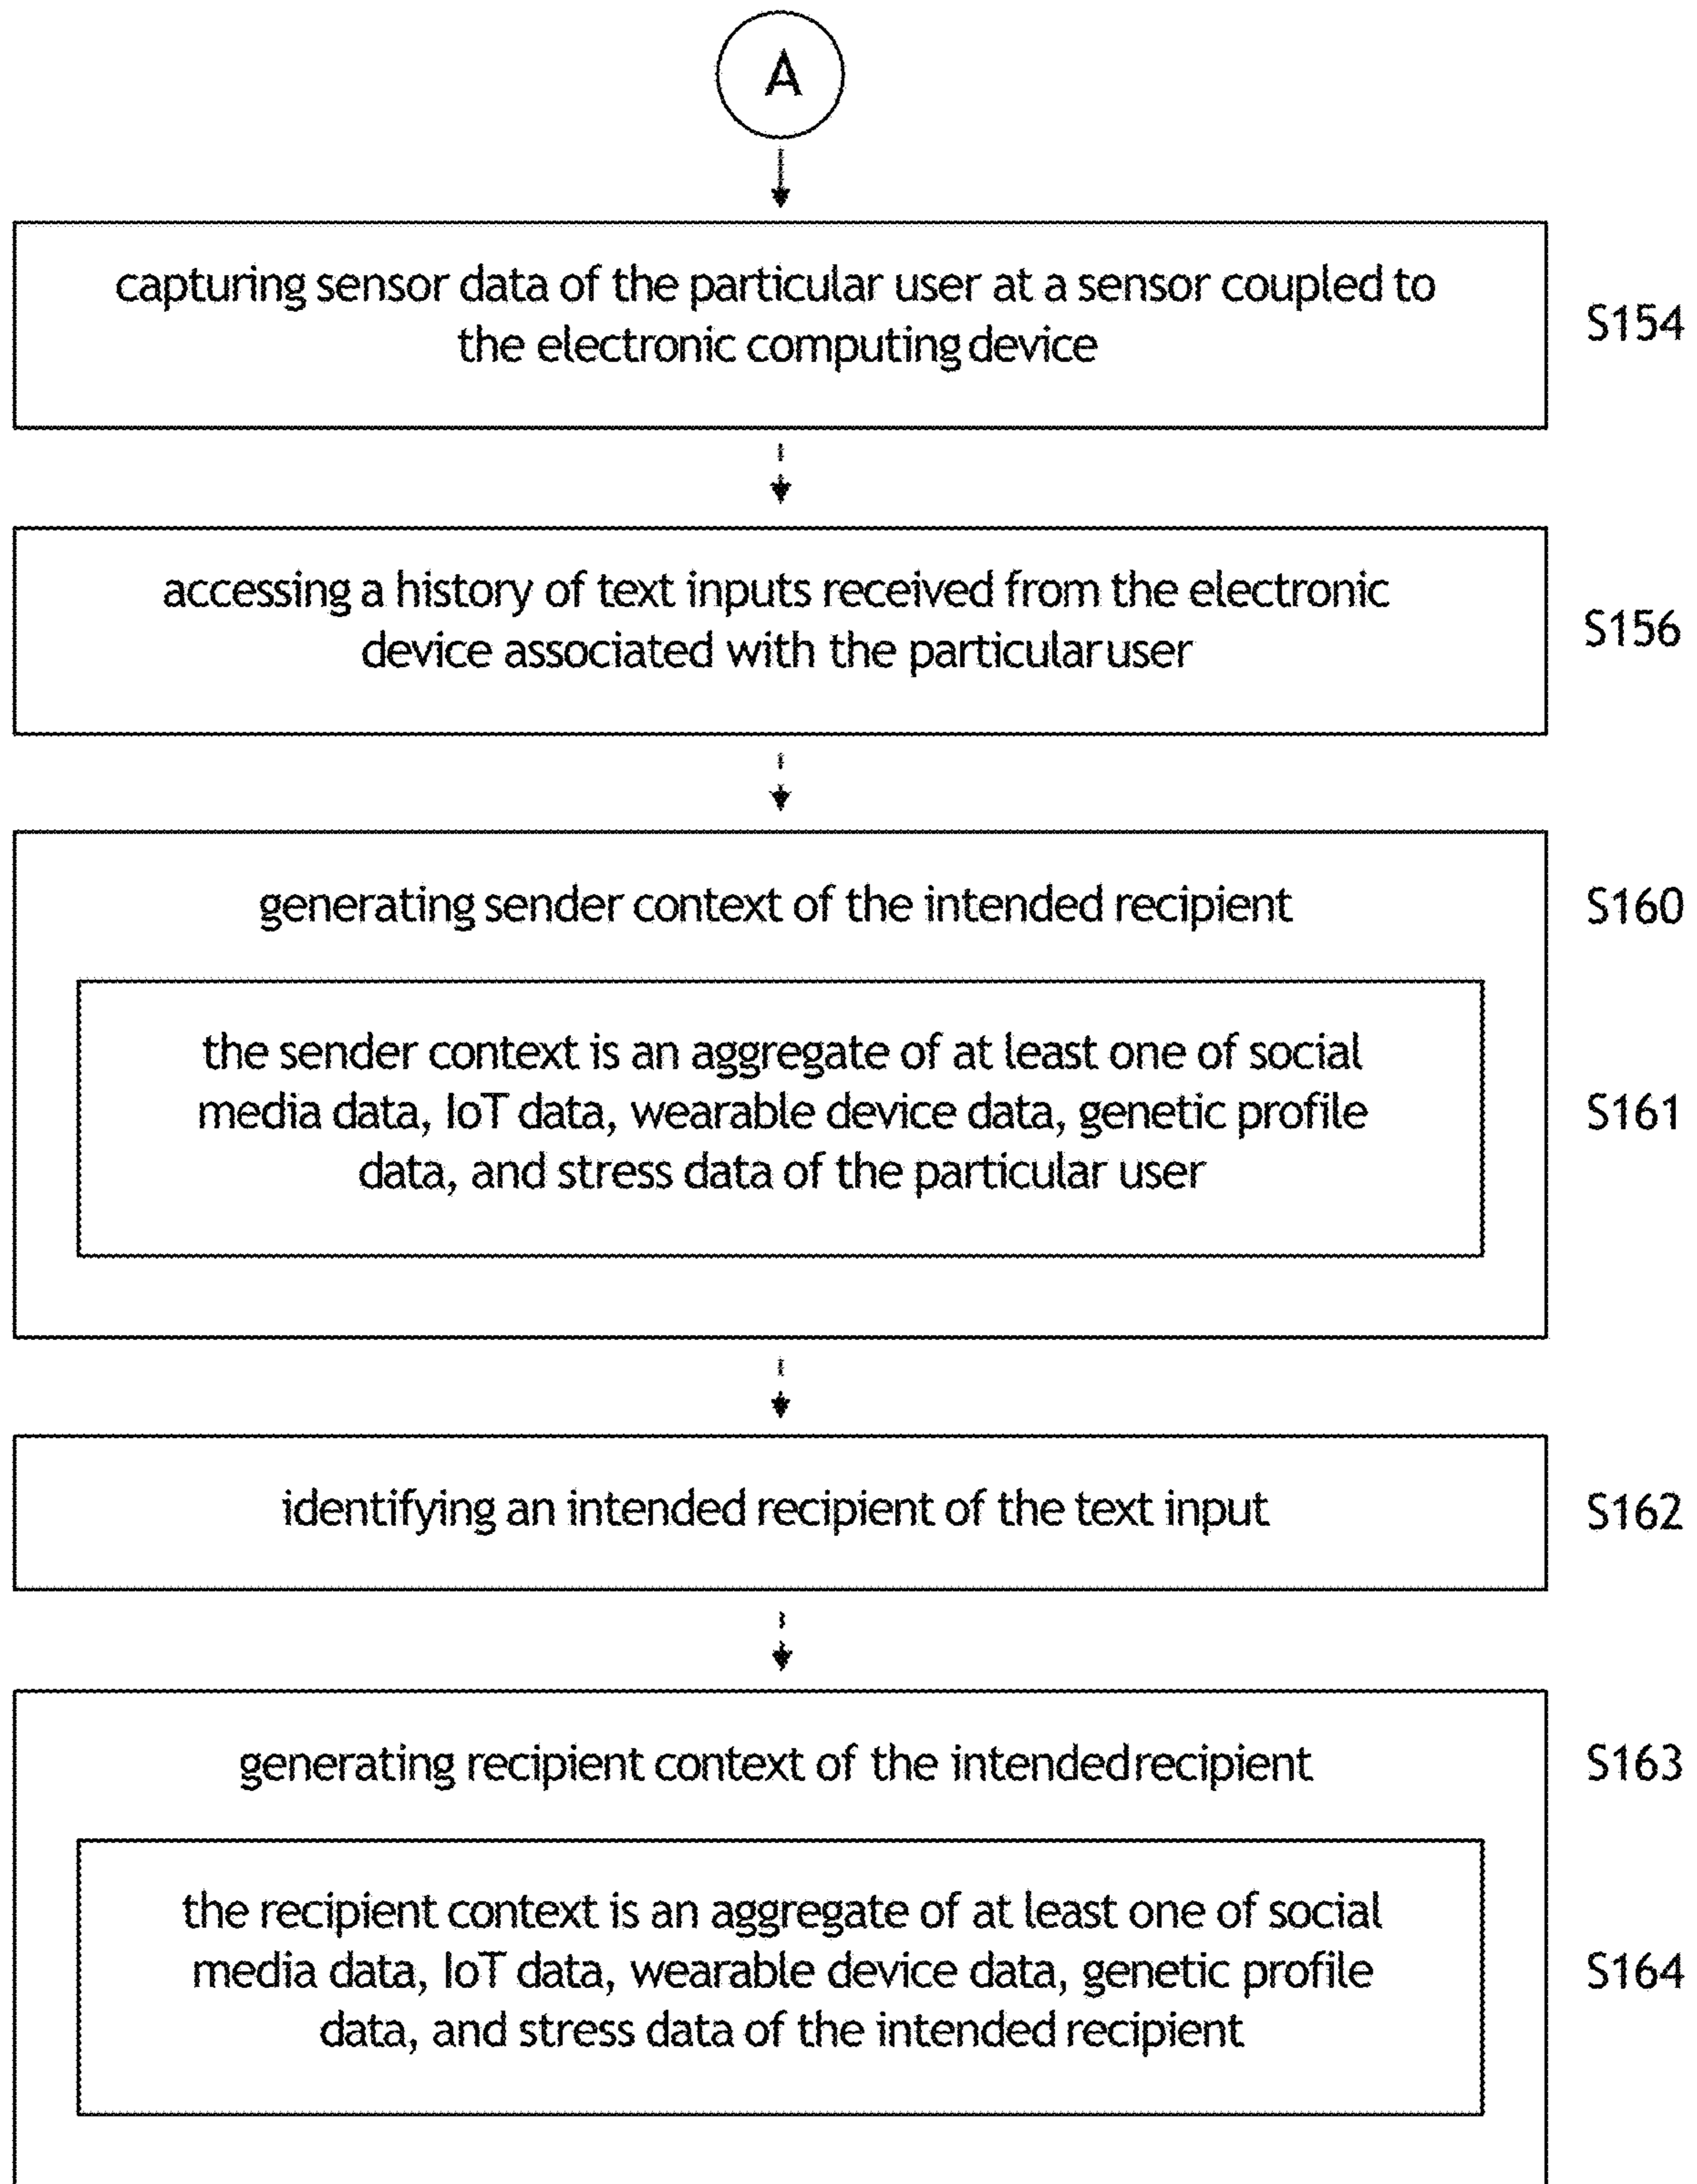 A
capturing sensor data of the particular user at a sensor coupled to
the electronic computing device
S154
accessing a history of text inputs received from the electronic
device associated with the particular user
S156
generating sender context of the intended recipient
S160
the sender context is an aggregate of at least one of social
media data, IoT data, wearable device data, genetic profile
data, and stress data of the particular user
S161
identifying an intended recipient of the text input
S162
generating recipient context of the intended recipient
S163
the recipient context is an aggregate of at least one of social
media data, IoT data, wearable device data, genetic profile
data, and stress data of the intended recipient
S164